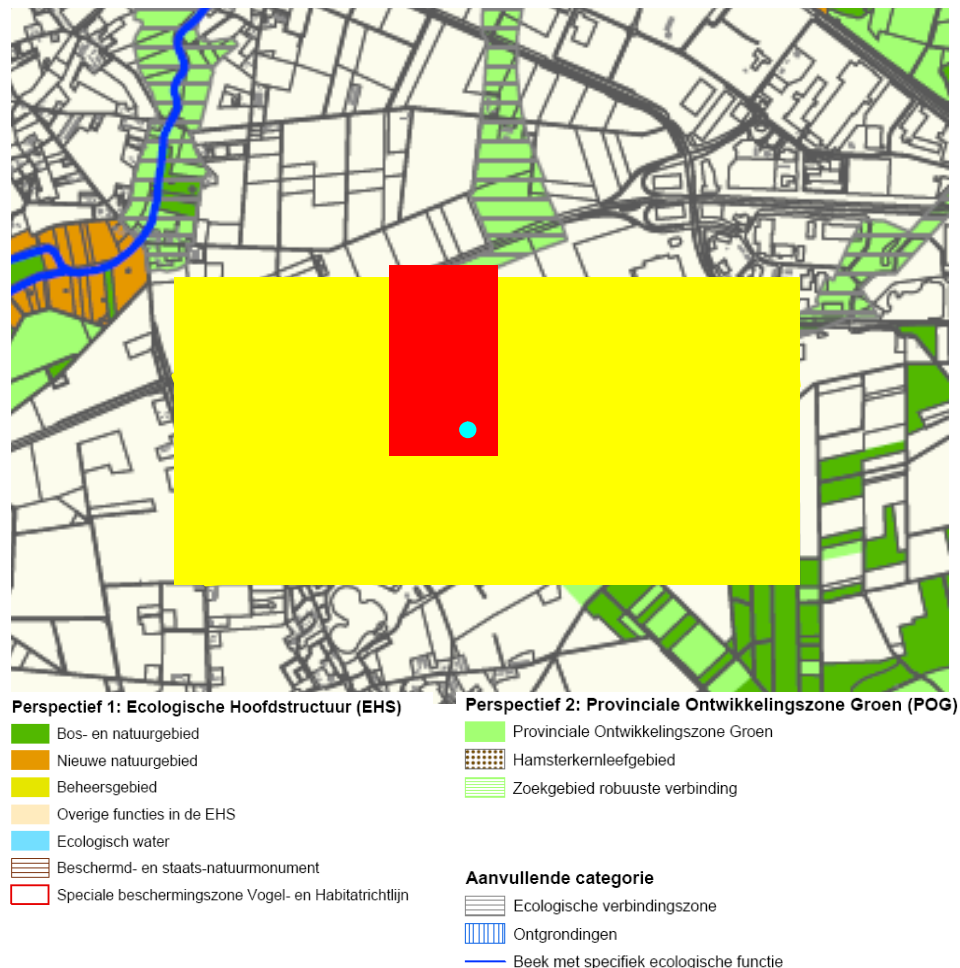 Perspectief 1: Ecologische Hoofdstructuur (EHS)
Bos- en natuurgebied
Nieuwe natuurgebied
Beheersgebied
Overige functies in de EHS
Ecologisch water
Beschermd- en staats-natuurmonument
Speciale beschermingszone Vogel- en Habitatrichtlijn
Perspectief 2: Provinciale Ontwikkelingszone Groen (POG)
Provinciale Ontwikkelingszone Groen
Hamsterkernleefgebied
Zoekgebied robuuste verbinding
Aanvullende categorie
Ecologische verbindingszone
Ontgrondingen
Beek met specifiek ecologische functie